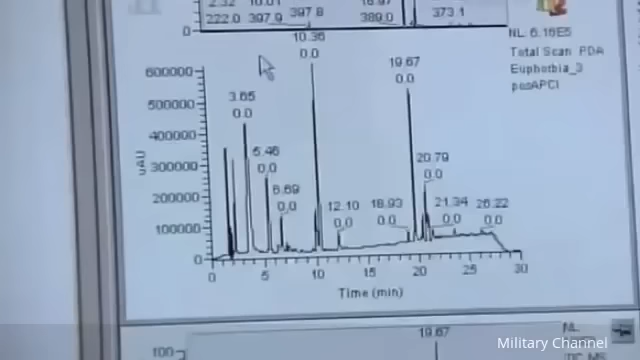 2.32 10.01 16.97
222.0 397.9 397.8 389.0 373.1
0
NL 6.16E5
Total Scan PDA
Euphorbia_3
posAPCI
10.36
0.0
19.67
0.0
3.65
0.0
5.46
0.0
6.69
0.0
12.10
0.0
18.93
0.0
20.79
0.0
21.34
0.0
26.22
0.0
uAU
600000
500000
400000
300000
200000
100000
0
0 5 10 15 20 25 30
Time (min)
19.67
NL
100
TIC MS
Military Channel